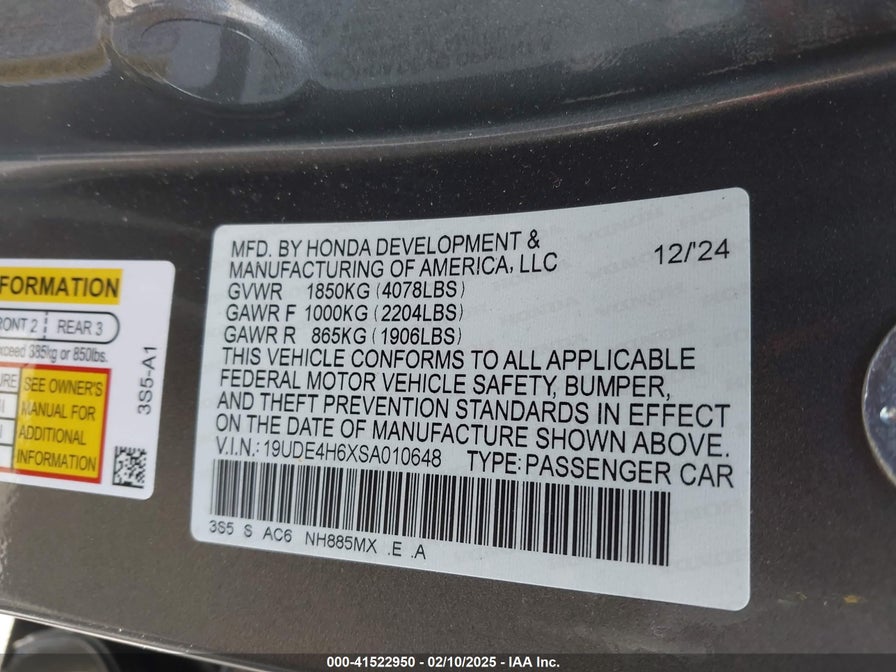 MFD. BY HONDA DEVELOPMENT &
MANUFACTURING OF AMERICA, LLC
12/'24
GVWR 1850KG (4078LBS)
GAWR F 1000KG (2204LBS)
GAWR R 865KG (1906LBS)
THIS VEHICLE CONFORMS TO ALL APPLICABLE
FEDERAL MOTOR VEHICLE SAFETY, BUMPER,
AND THEFT PREVENTION STANDARDS IN EFFECT
ON THE DATE OF MANUFACTURE SHOWN ABOVE.
V.I.N.: 19UDE4H6XSA010648 TYPE: PASSENGER CAR
3S5 S AC6 NH885MX .E .A
FORMATION
RONT 2 REAR 3
xceed 385kg or 850lbs.
URE
SEE OWNER'S
MANUAL FOR
ADDITIONAL
INFORMATION
3S5-A1
000-41522950 - 02/10/2025 - IAA Inc.